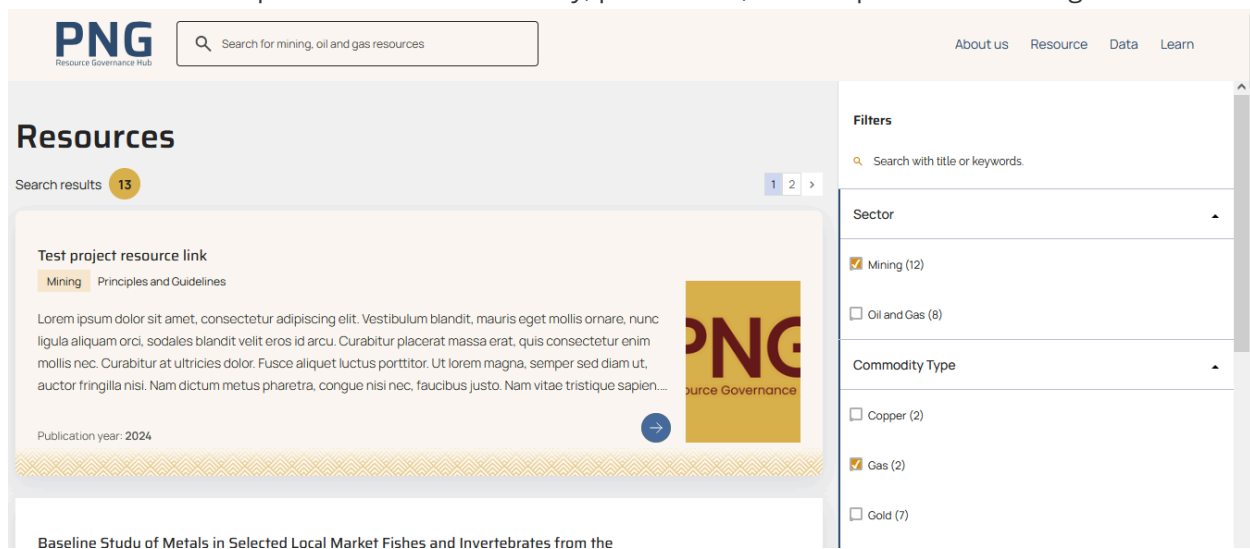 PNG
Resource Governance Hub
Search for mining, oil and gas resources
About us Resource Data Learn
Resources
Search results 13
1 2 >
Test project resource link
Mining Principles and Guidelines
Lorem ipsum dolor sit amet, consectetur adipiscing elit. Vestibulum blandit, mauris eget mollis ornare, nunc
ligula aliquam orci, sodales blandit velit eros id arcu. Curabitur placerat massa erat, quis consectetur enim
mollis nec. Curabitur at ultricies dolor. Fusce aliquet luctus porttitor. Ut lorem magna, semper sed diam ut,
auctor fringilla nisi. Nam dictum metus pharetra, congue nisi nec, faucibus justo. Nam vitae tristique sapien....
Publication year: 2024
PNG
ource Governance
Baseline Study of Metals in Selected Local Market Fishes and Invertebrates from the
Filters
Search with title or keywords.
Sector
Mining (12)
Oil and Gas (8)
Commodity Type
Copper (2)
Gas (2)
Gold (7)